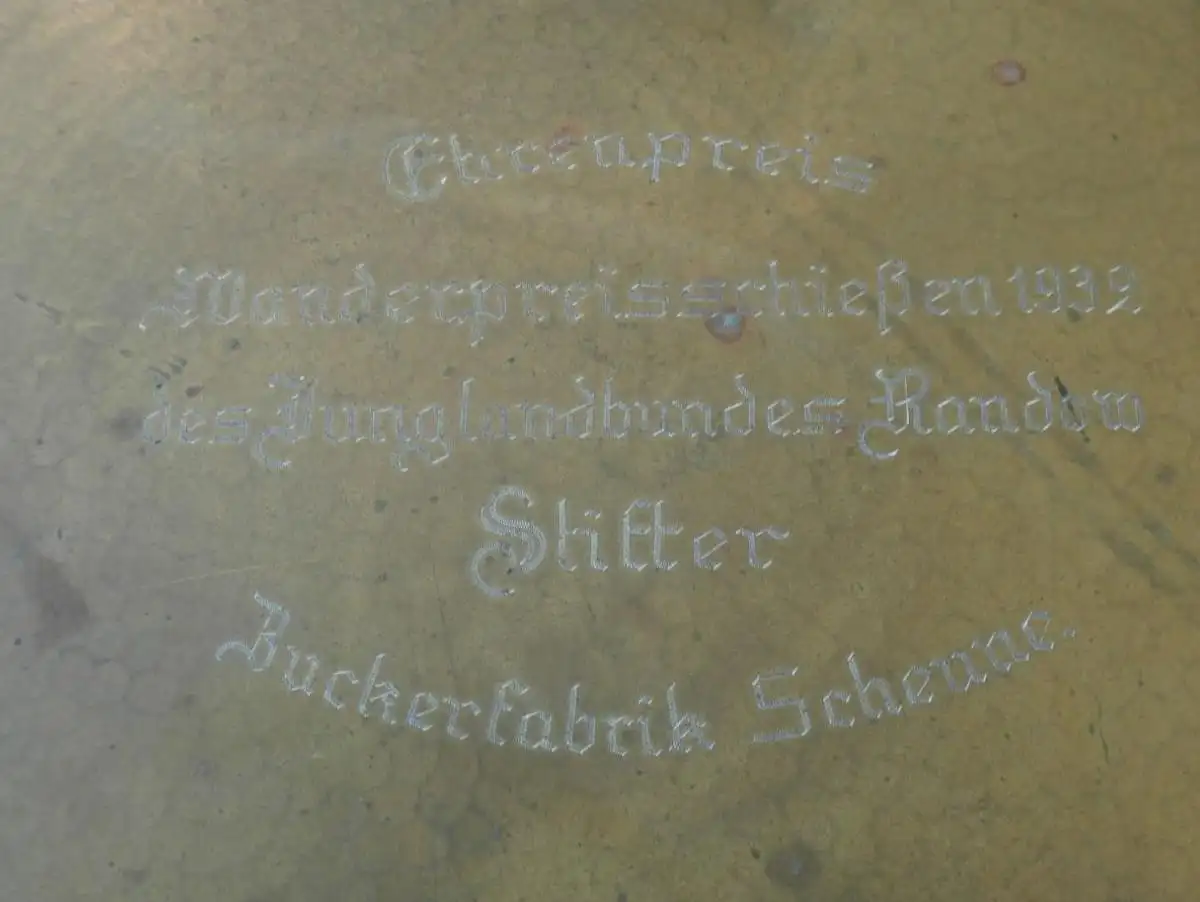 Ehrenpreis
Wanderpreisschießen 1932
des Junglandbundes Randow
Stifter
Zuckerfabrik Scheune.